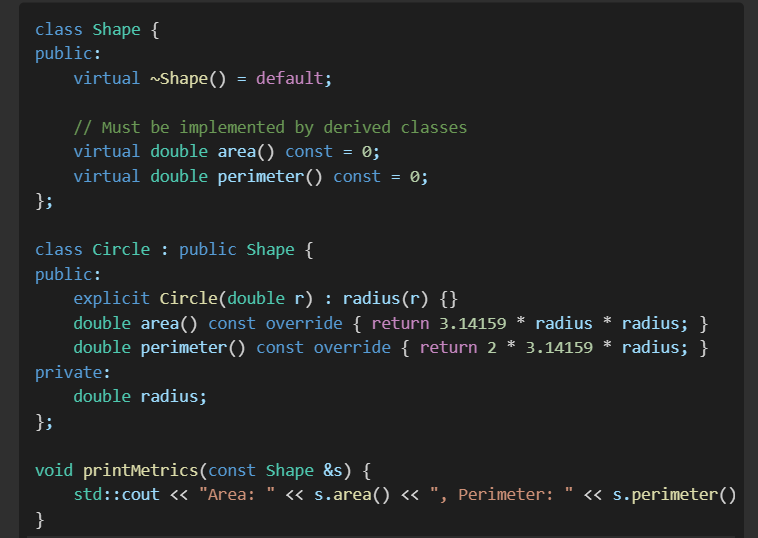 class Shape {
public:
    virtual ~Shape() = default;

    // Must be implemented by derived classes
    virtual double area() const = 0;
    virtual double perimeter() const = 0;
};

class Circle : public Shape {
public:
    explicit Circle(double r) : radius(r) {}
    double area() const override { return 3.14159 * radius * radius; }
    double perimeter() const override { return 2 * 3.14159 * radius; }
private:
    double radius;
};

void printMetrics(const Shape &s) {
    std::cout << "Area: " << s.area() << ", Perimeter: " << s.perimeter()
}